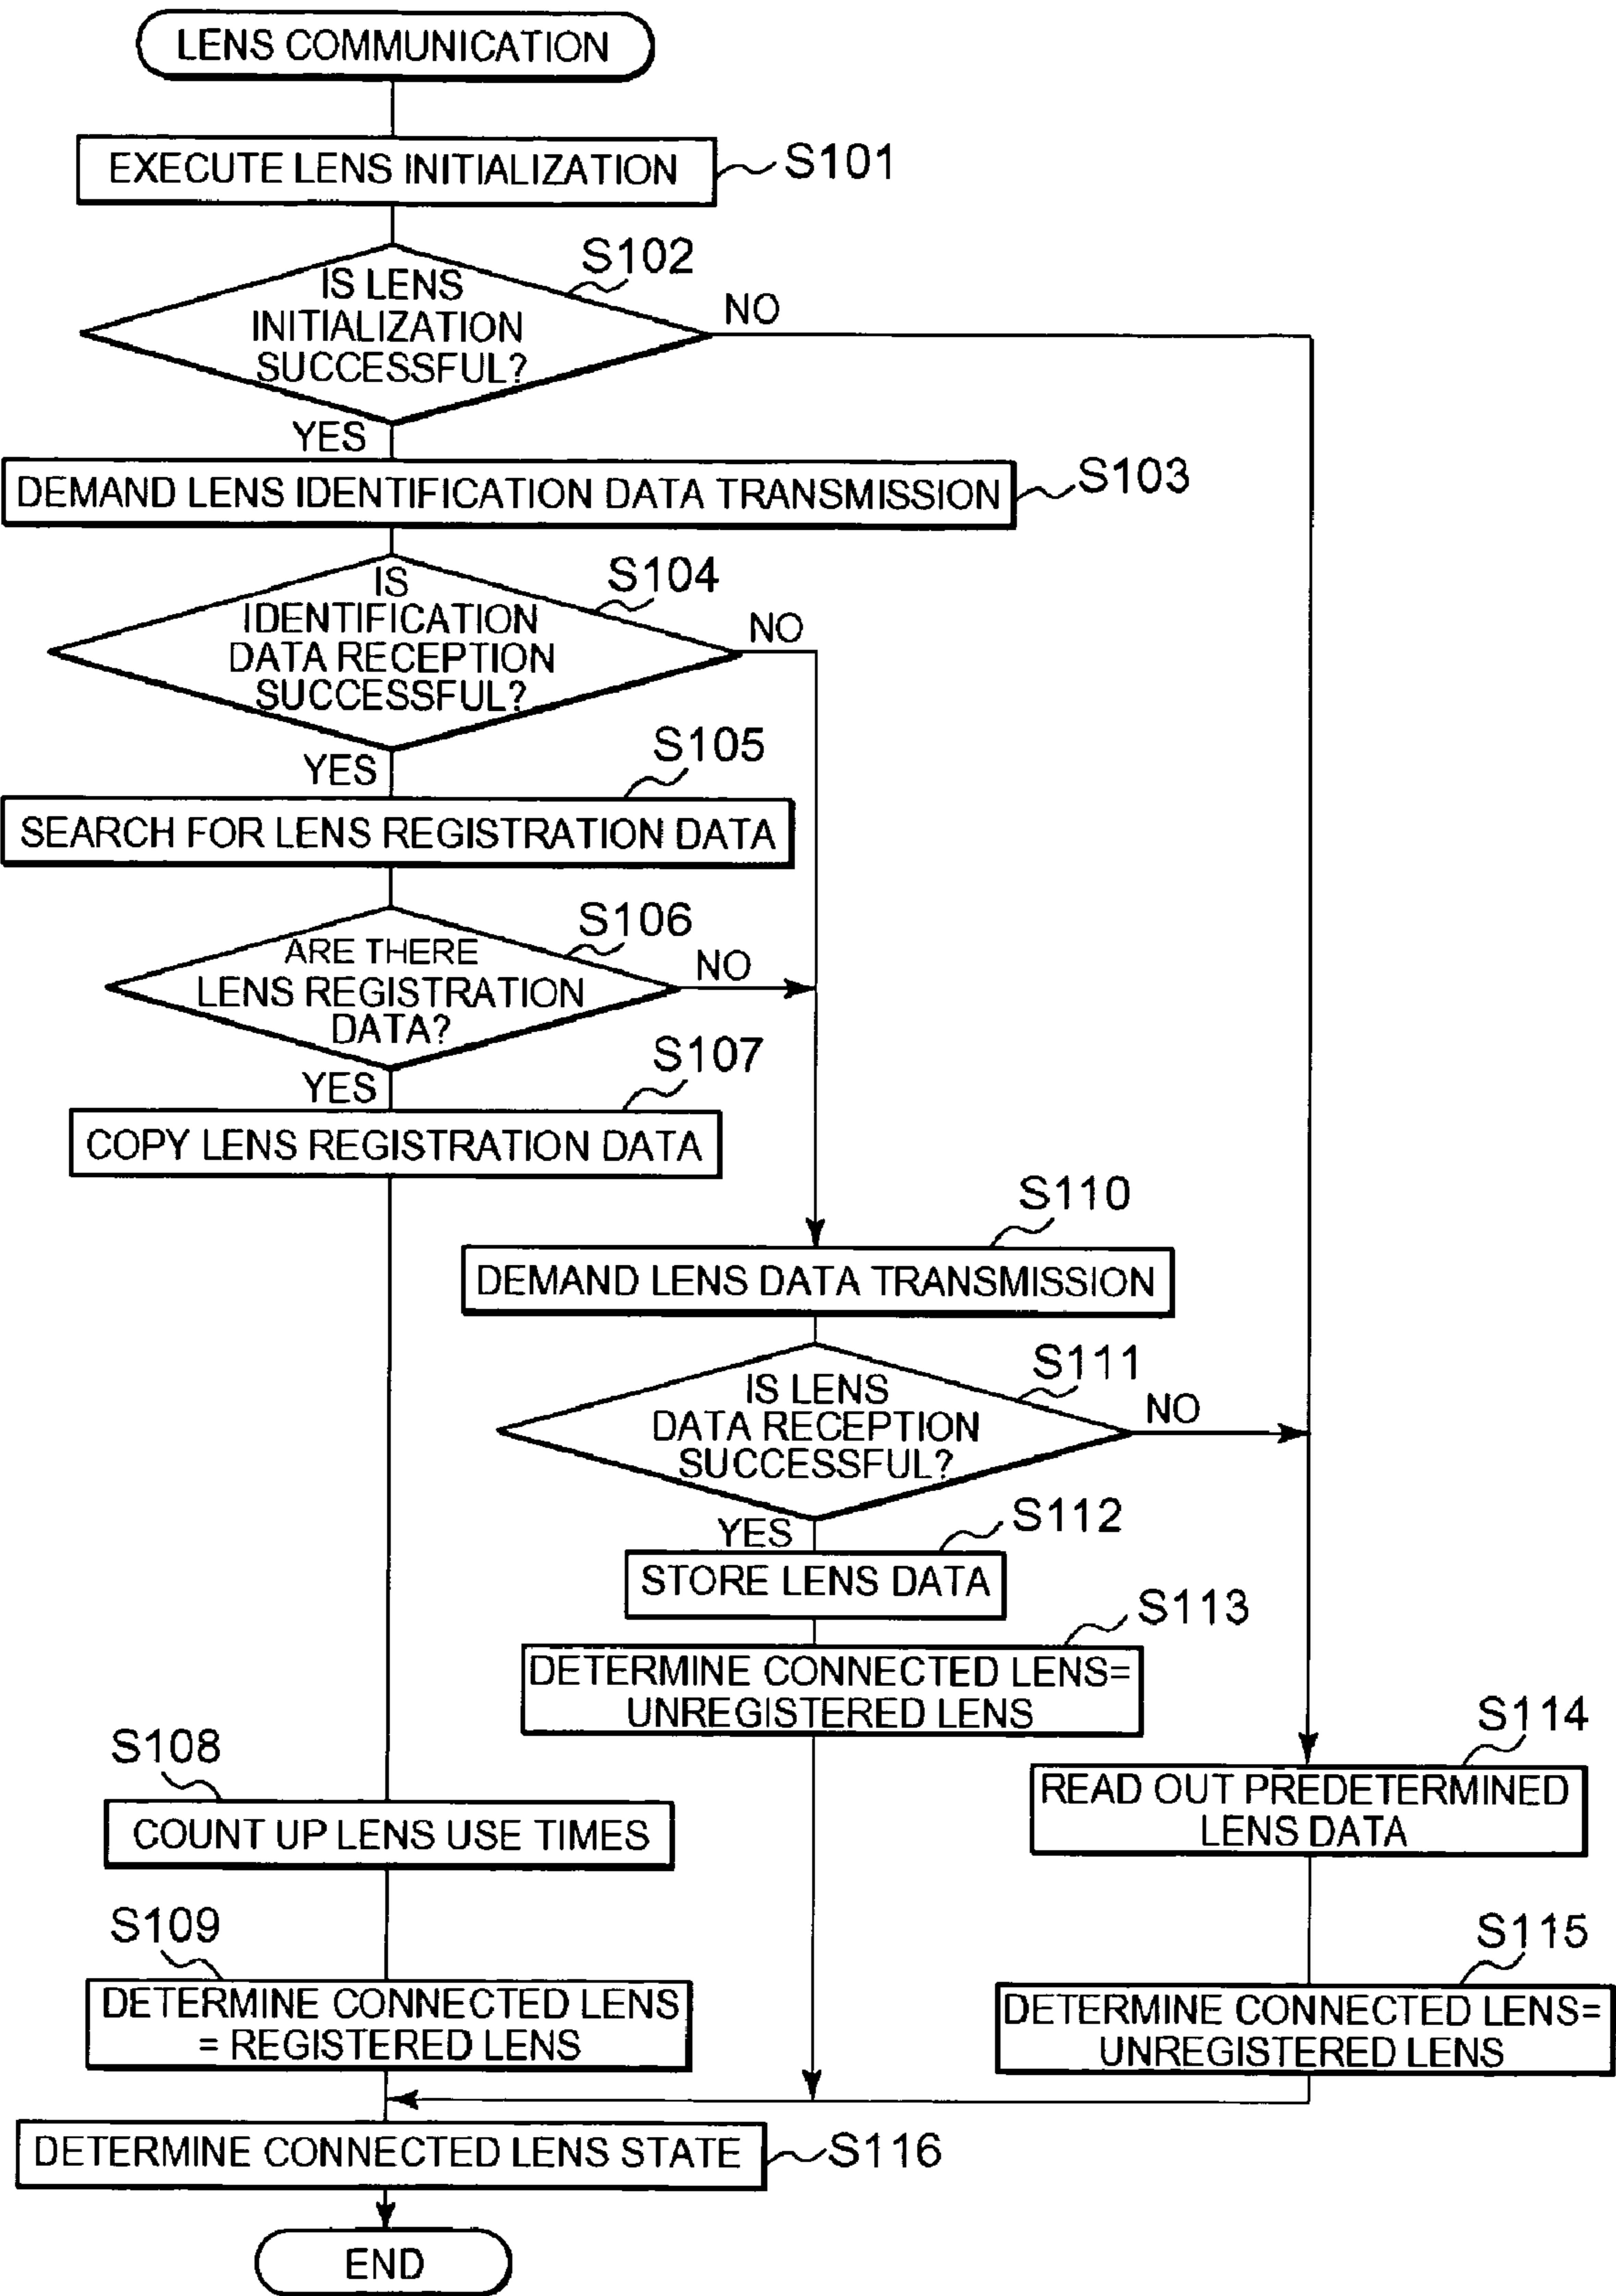 LENS COMMUNICATION
EXECUTE LENS INITIALIZATION
S101
S102
IS LENS
INITIALIZATION
SUCCESSFUL?
NO
YES
DEMAND LENS IDENTIFICATION DATA TRANSMISSION
S103
S104
IS
IDENTIFICATION
DATA RECEPTION
SUCCESSFUL?
NO
YES
S105
SEARCH FOR LENS REGISTRATION DATA
S106
ARE THERE
LENS REGISTRATION
DATA?
NO
YES
S107
COPY LENS REGISTRATION DATA
S110
DEMAND LENS DATA TRANSMISSION
S111
IS LENS
DATA RECEPTION
SUCCESSFUL?
NO
YES
S112
STORE LENS DATA
S113
DETERMINE CONNECTED LENS=
UNREGISTERED LENS
S114
READ OUT PREDETERMINED
LENS DATA
S108
COUNT UP LENS USE TIMES
S109
DETERMINE CONNECTED LENS
= REGISTERED LENS
S115
DETERMINE CONNECTED LENS=
UNREGISTERED LENS
DETERMINE CONNECTED LENS STATE
S116
END